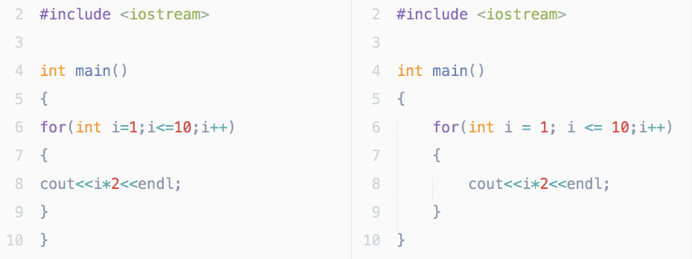 2 #include <iostream>
3
4 int main()
5 {
6 for(int i=1;i<=10;i++)
7 {
8 cout<<i*2<<endl;
9 }
10 }
2 #include <iostream>
3
4 int main()
5 {
6     for(int i = 1; i <= 10;i++)
7     {
8         cout<<i*2<<endl;
9     }
10 }